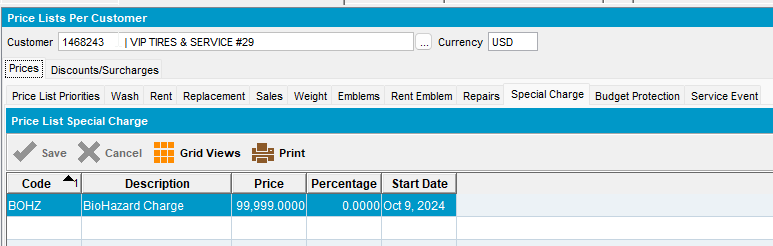 Price Lists Per Customer
Customer 1468243 | VIP TIRES & SERVICE #29 ... Currency USD
Prices Discounts/Surcharges
Price List Priorities Wash Rent Replacement Sales Weight Emblems Rent Emblem Repairs Special Charge Budget Protection Service Event
Price List Special Charge
Save Cancel Grid Views Print
Code 1 Description Price Percentage Start Date
BOHZ BioHazard Charge 99,999.0000 0.0000 Oct 9, 2024